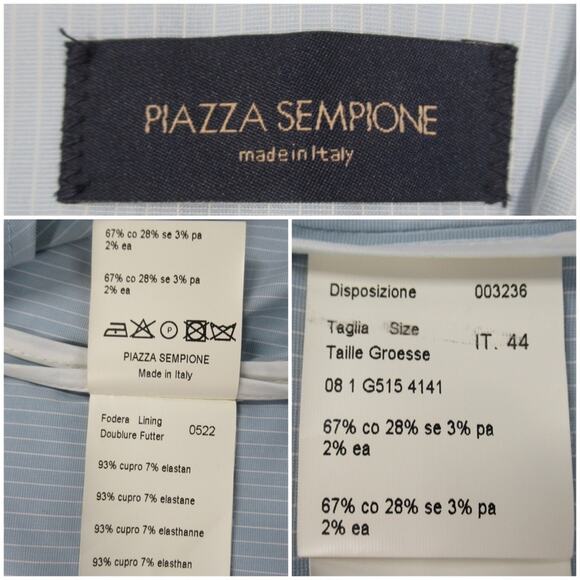 PIAZZA SEMPIONE
made in Italy
67% co 28% se 3% pa
2% ea
67% co 28% se 3% pa
2% ea
P
PIAZZA SEMPIONE
Made in Italy
Fodera Lining
Doublure Futter 0522
93% cupro 7% elastan
93% cupro 7% elastane
93% cupro 7% elasthanne
93% cupro 7% elasthan
Disposizione 003236
Taglia Size
Taille Groesse IT. 44
08 1 G515 4141
67% co 28% se 3% pa
2% ea
67% co 28% se 3% pa
2% ea